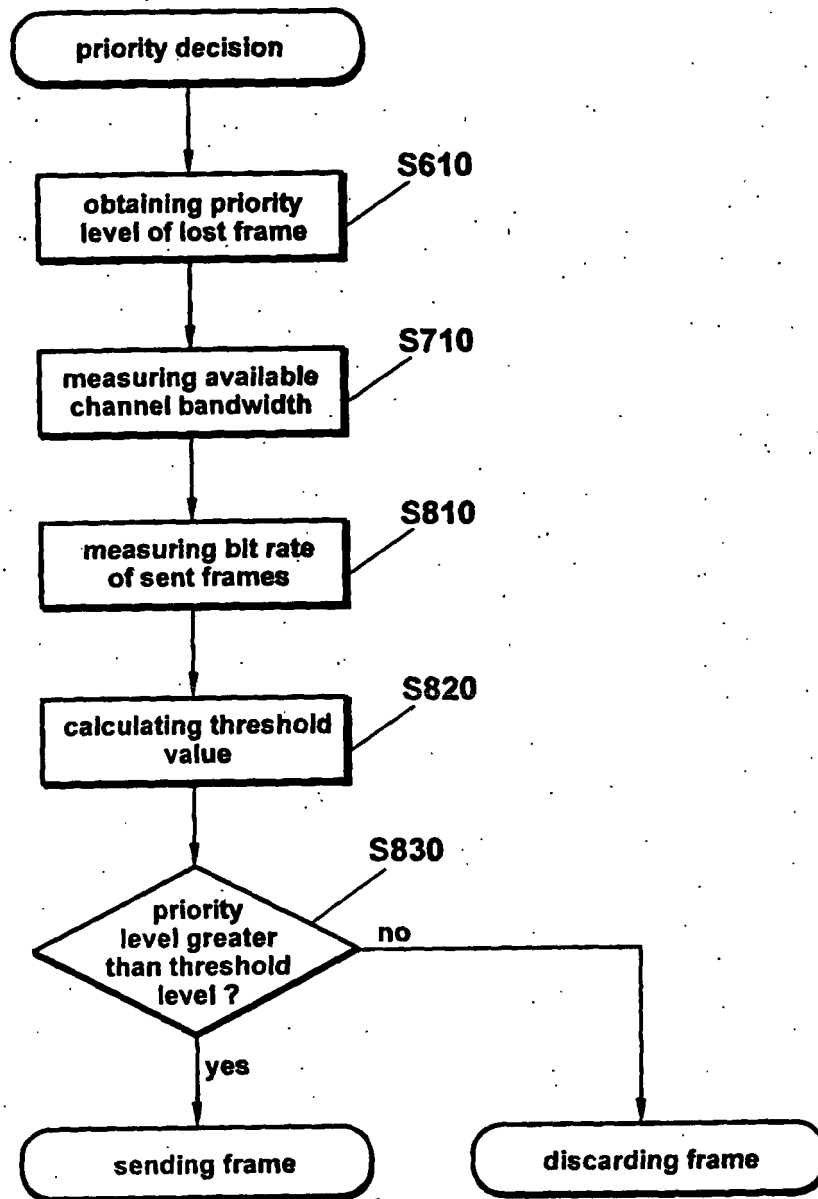 priority decision
S610
obtaining priority
level of lost frame
S710
measuring available
channel bandwidth
S810
measuring bit rate
of sent frames
S820
calculating threshold
value
S830
priority
level greater
than threshold
level ?
no
yes
sending frame
discarding frame